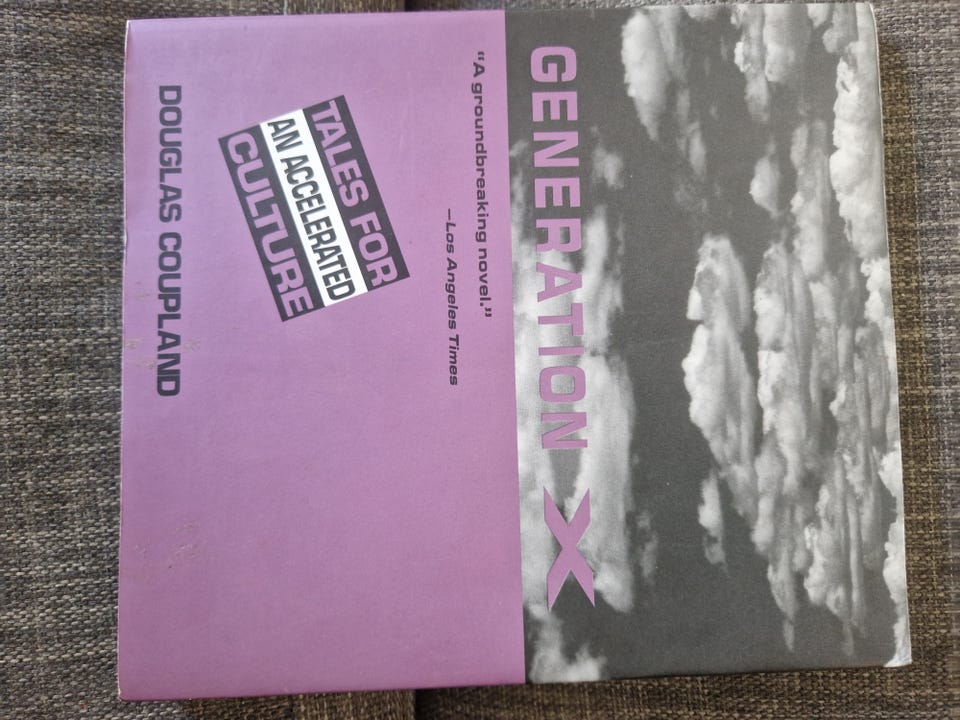 GENERATION X
“A groundbreaking novel.”
—Los Angeles Times
TALES FOR
AN ACCELERATED
CULTURE
DOUGLAS COUPLAND